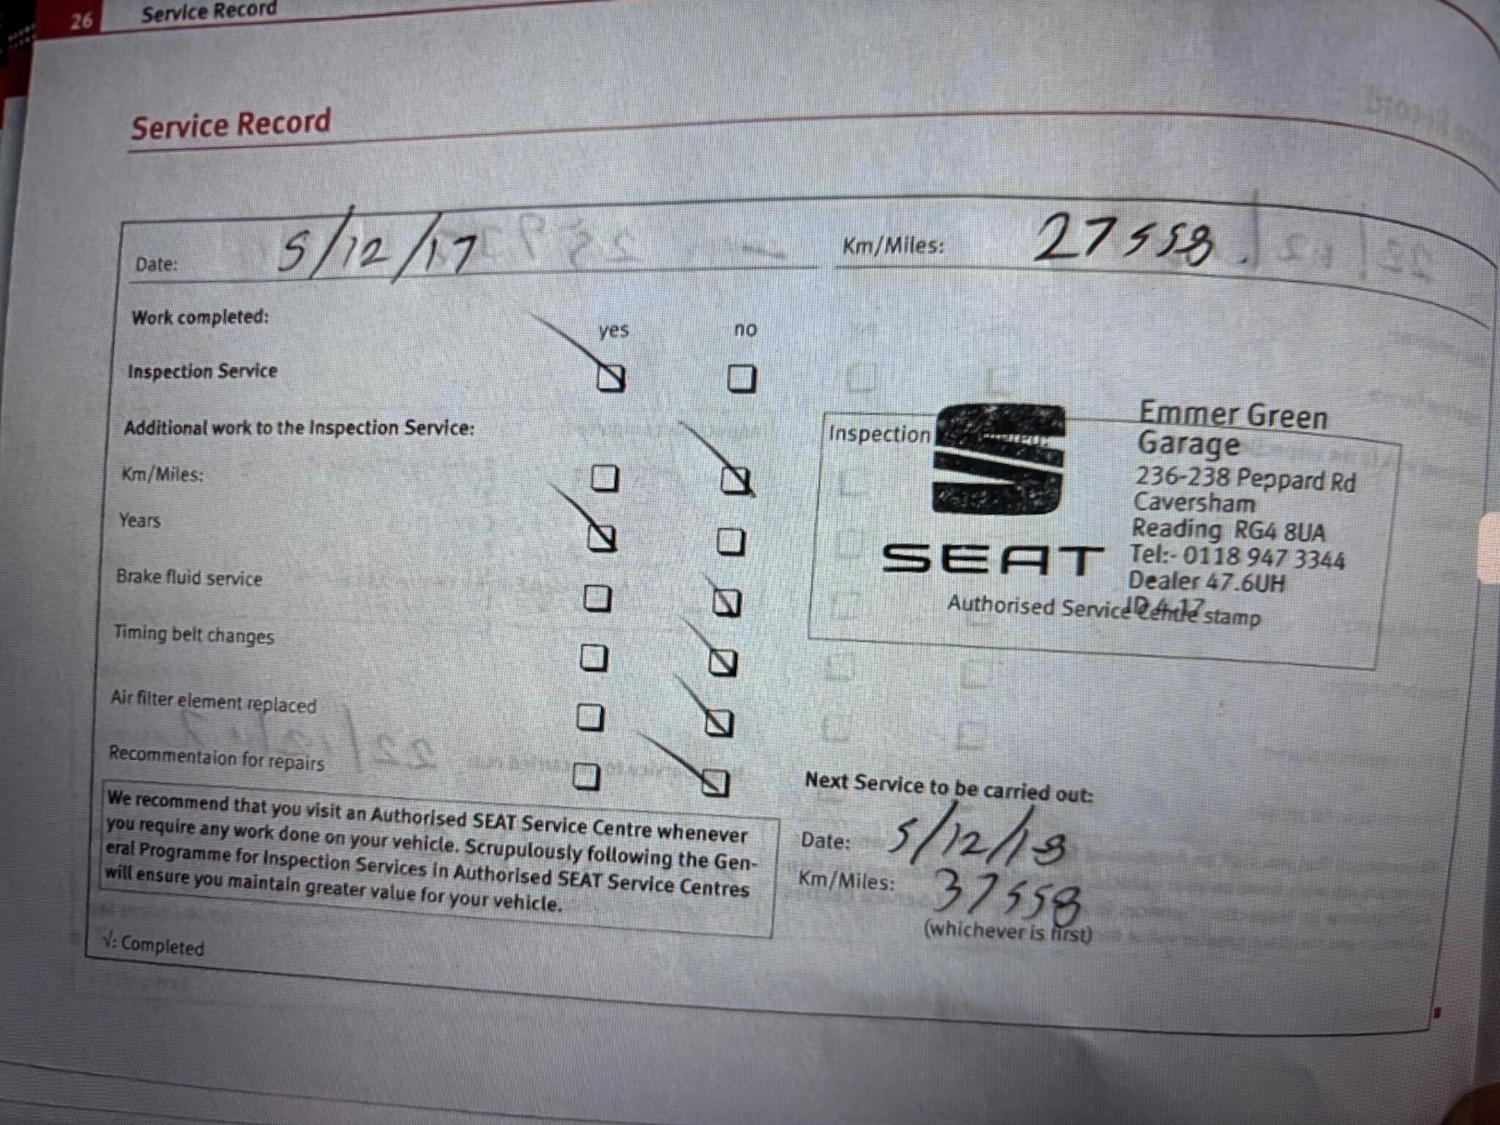 26 Service Record
Service Record
Date: 5/12/17
Km/Miles: 27558
Work completed:
yes no
Inspection Service
Additional work to the Inspection Service:
Km/Miles:
Years
Brake fluid service
Timing belt changes
Air filter element replaced
Recommentaion for repairs
We recommend that you visit an Authorised SEAT Service Centre whenever
you require any work done on your vehicle. Scrupulously following the Gen-
eral Programme for Inspection Services in Authorised SEAT Service Centres
will ensure you maintain greater value for your vehicle.
√: Completed
Inspection
SEAT
Emmer Green
Garage
236-238 Peppard Rd
Caversham
Reading RG4 8UA
Tel:- 0118 947 3344
Dealer 47.6UH
ID 4-17
Authorised Service Centre stamp
Next Service to be carried out:
Date: 5/12/18
Km/Miles: 37558
(whichever is first)